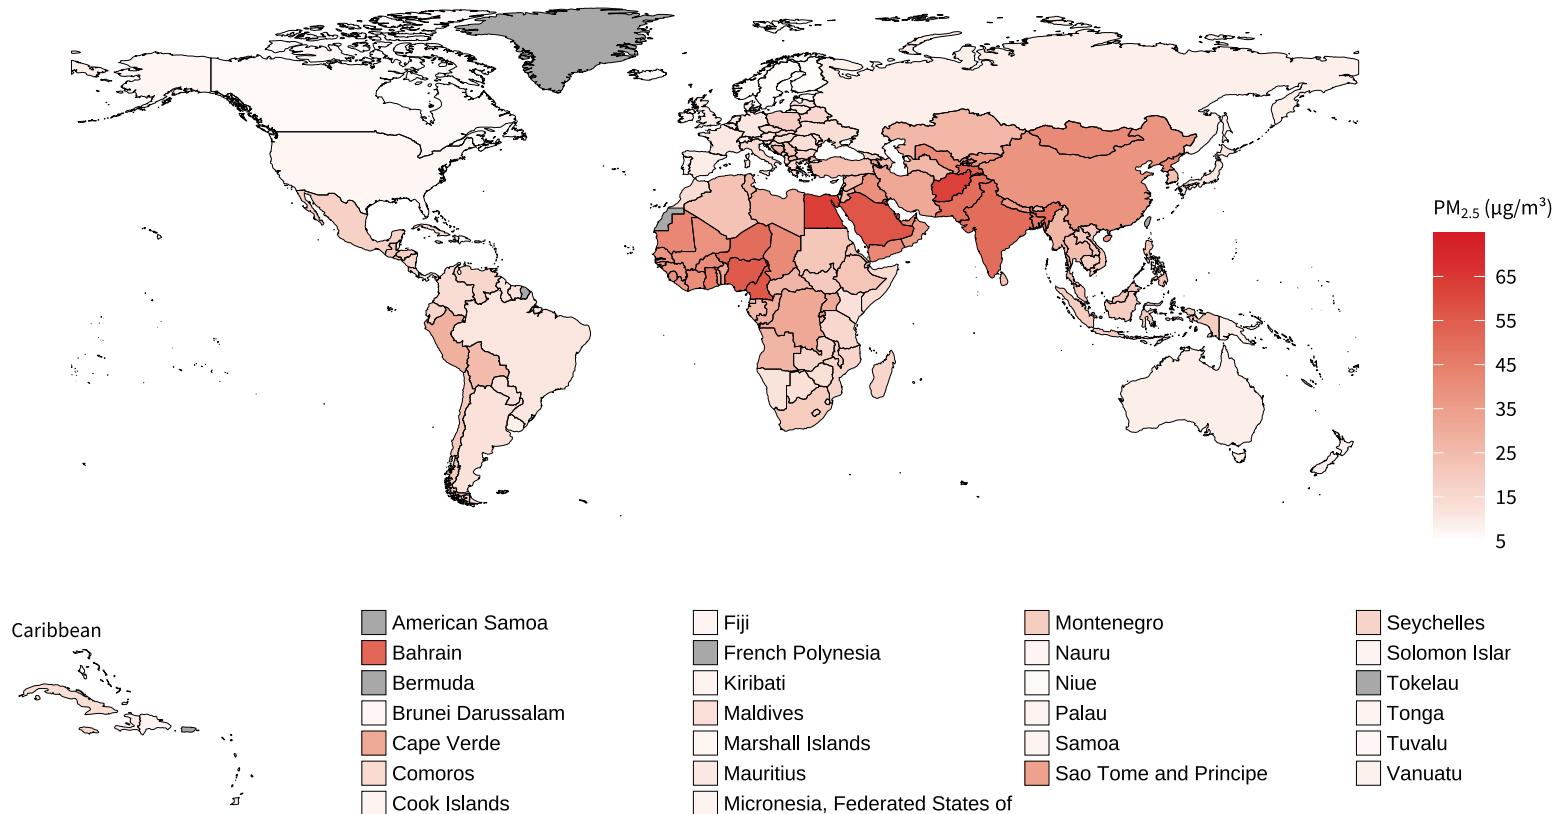 PM2.5 (µg/m³)
65
55
45
35
25
15
5
Caribbean
American Samoa
Bahrain
Bermuda
Brunei Darussalam
Cape Verde
Comoros
Cook Islands
Fiji
French Polynesia
Kiribati
Maldives
Marshall Islands
Mauritius
Micronesia, Federated States of
Montenegro
Nauru
Niue
Palau
Samoa
Sao Tome and Principe
Seychelles
Solomon Islar
Tokelau
Tonga
Tuvalu
Vanuatu